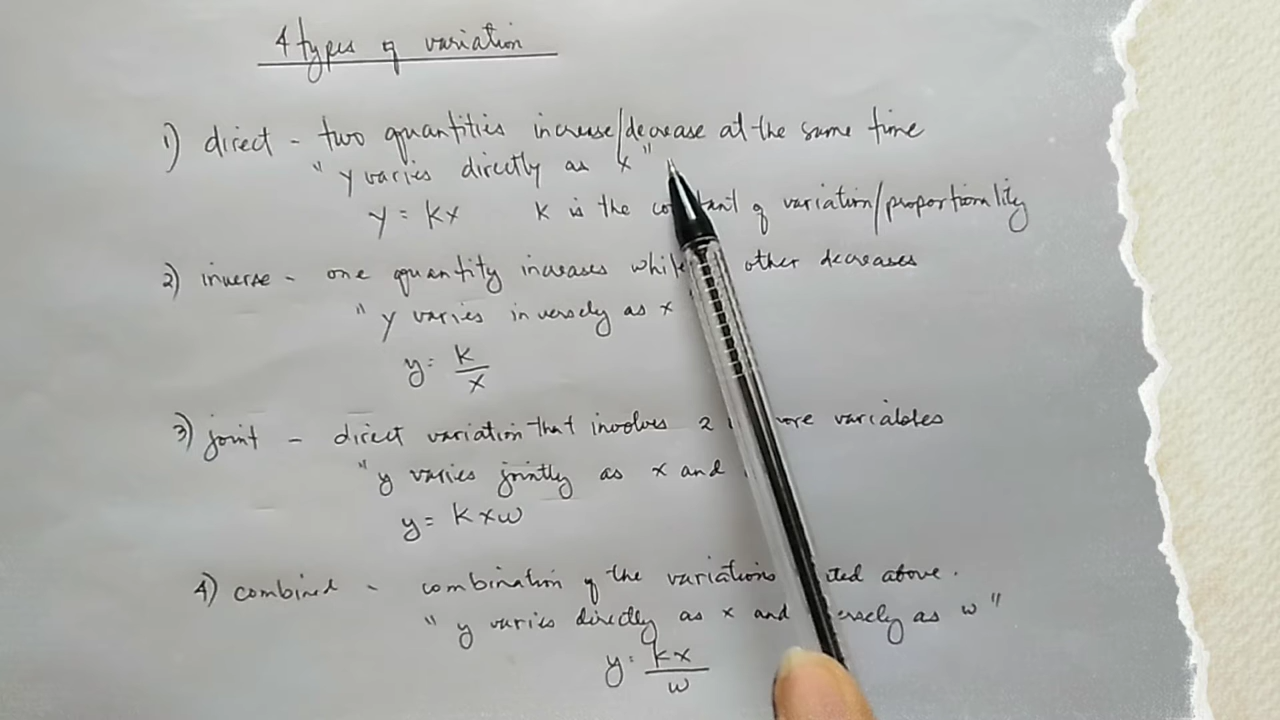 4 types of variation
1) direct - two quantities increase/decrease at the same time
"y varies directly as x"
y = kx k is the constant of variation/proportionality
2) inverse - one quantity increases while other decreases
"y varies inversely as x
y = k/x
3) joint - direct variation that involves 2 more variables
"y varies jointly as x and
y = kxw
4) combined - combination of the variations above.
"y varies directly as x and inversely as w"
y = kx/w